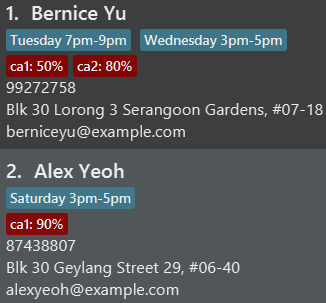 1. Bernice Yu
Tuesday 7pm-9pm Wednesday 3pm-5pm
ca1: 50% ca2: 80%
99272758
Blk 30 Lorong 3 Serangoon Gardens, #07-18
berniceyu@example.com
2. Alex Yeoh
Saturday 3pm-5pm
ca1: 90%
87438807
Blk 30 Geylang Street 29, #06-40
alexyeoh@example.com